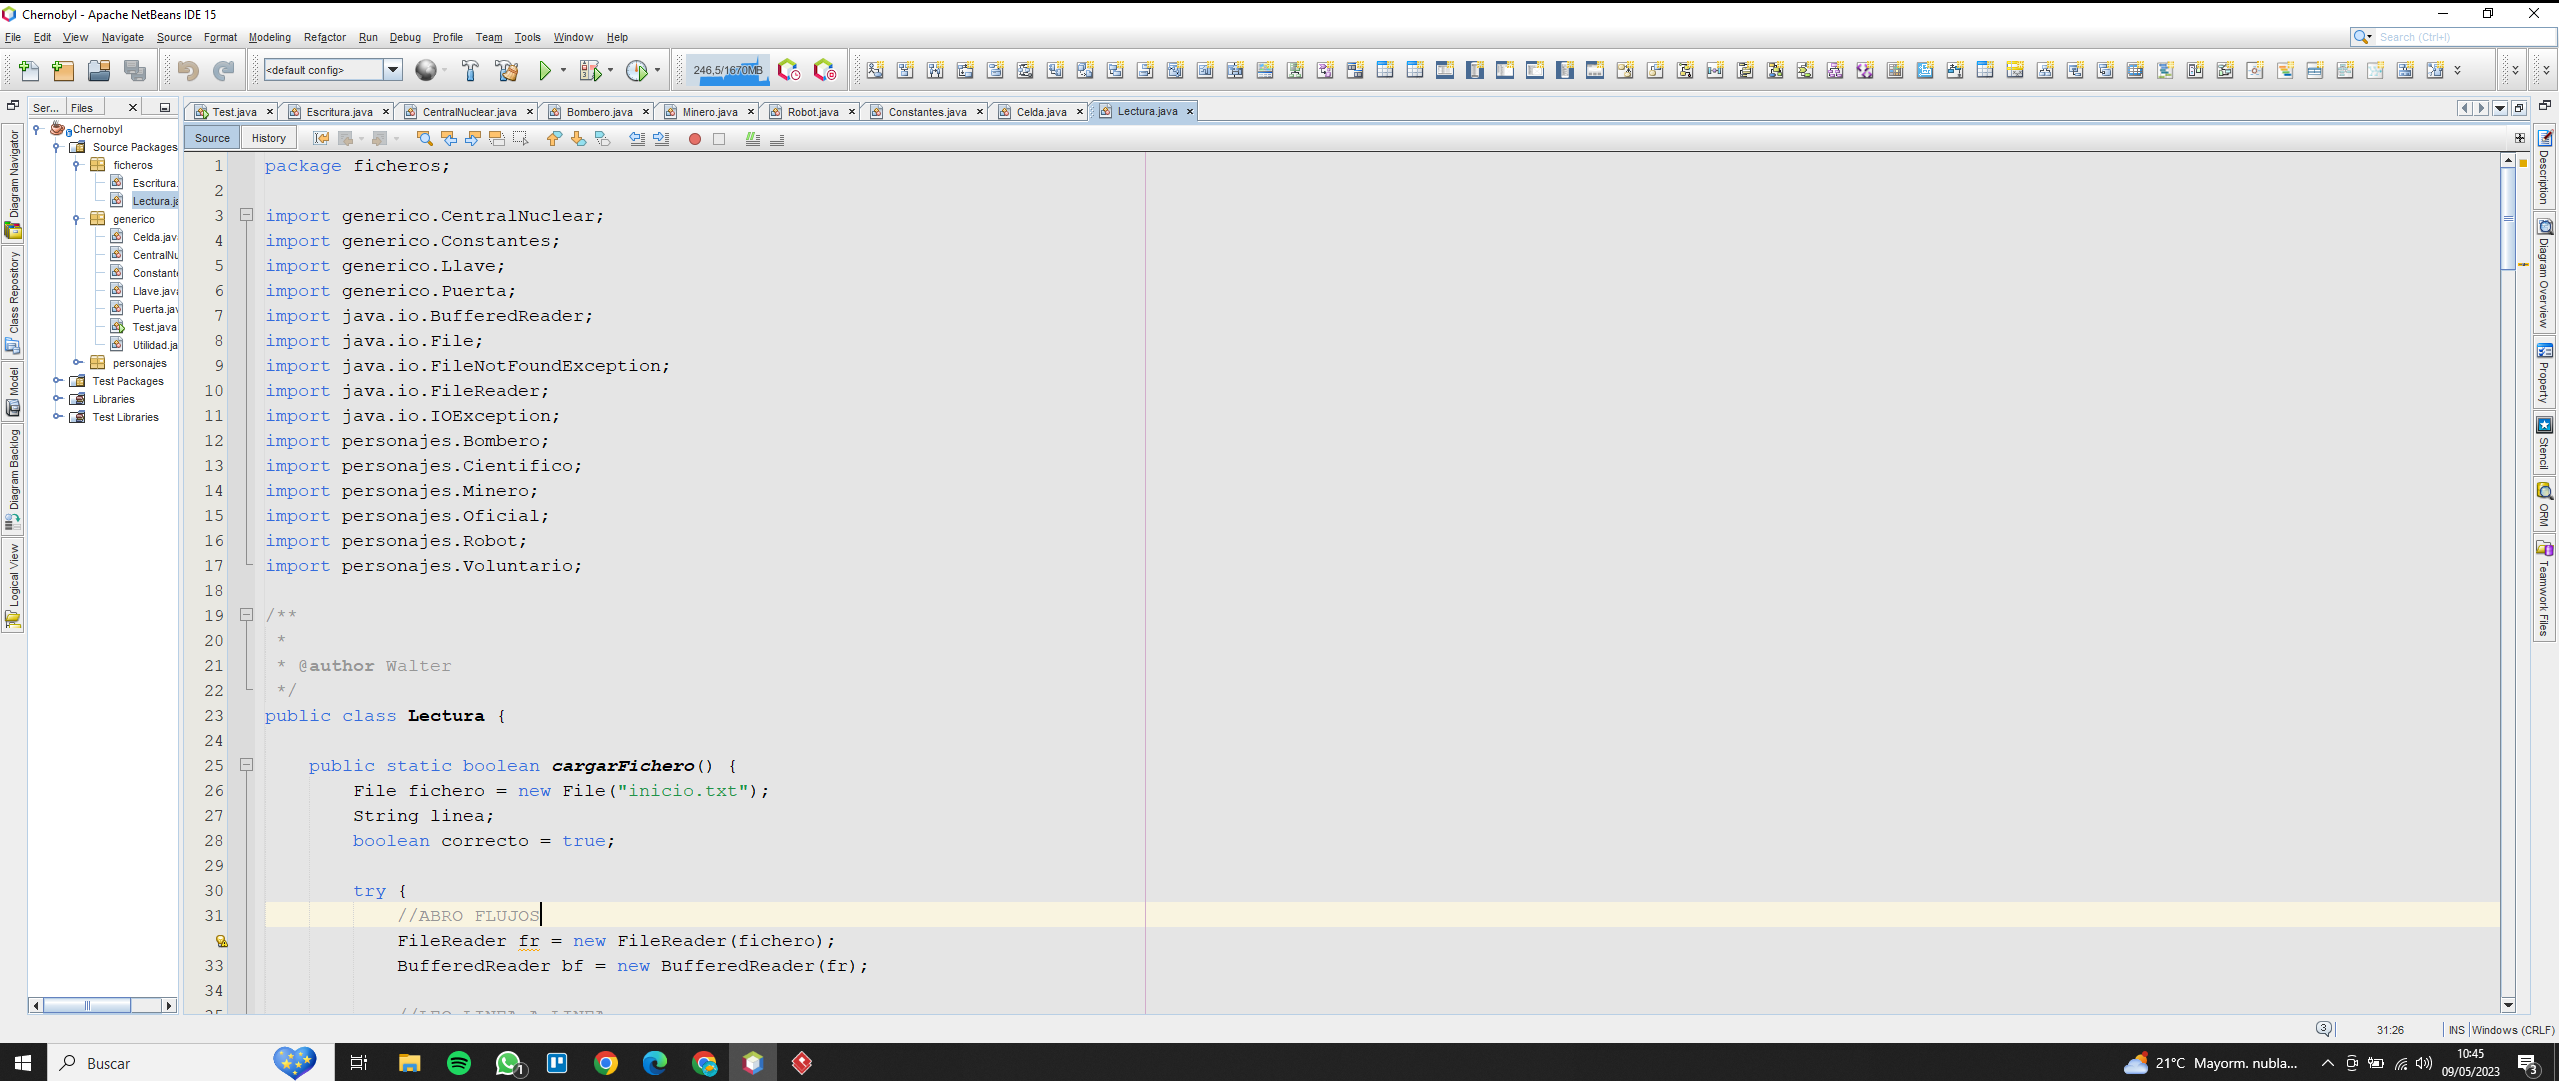 Chernobyl - Apache NetBeans IDE 15
File Edit View Navigate Source Format Modeling Refactor Run Debug Profile Team Tools Window Help
Search (Ctrl+I)
<default config>
246,5/1670MB
Ser... Files
Test.java Escritura.java CentralNuclear.java Bombero.java Minero.java Robot.java Constantes.java Celda.java Lectura.java
Source History
Chernobyl
Source Packages
ficheros
Escritura.
Lectura.ja
generico
Celda.jav
CentralNu
Constante
Llave.java
Puerta.jav
Test.java
Utilidad.ja
personajes
Test Packages
Libraries
Test Libraries
Diagram Navigator
Class Repository
Model
Diagram Backlog
Logical View
1 package ficheros;
2
3 import generico.CentralNuclear;
4 import generico.Constantes;
5 import generico.Llave;
6 import generico.Puerta;
7 import java.io.BufferedReader;
8 import java.io.File;
9 import java.io.FileNotFoundException;
10 import java.io.FileReader;
11 import java.io.IOException;
12 import personajes.Bombero;
13 import personajes.Cientifico;
14 import personajes.Minero;
15 import personajes.Oficial;
16 import personajes.Robot;
17 import personajes.Voluntario;
18
19 /**
20 *
21 * @author Walter
22 */
23 public class Lectura {
24
25 public static boolean cargarFichero() {
26 File fichero = new File("inicio.txt");
27 String linea;
28 boolean correcto = true;
29
30 try {
31 //ABRO FLUJOS
FileReader fr = new FileReader(fichero);
33 BufferedReader bf = new BufferedReader(fr);
34
35 //LEO LINEA A LINEA
Description
Diagram Overview
Property
Stencil
ORM
Teamwork Files
3 31:26 INS Windows (CRLF)
Buscar
1
21°C Mayorm. nubla...
10:45
09/05/2023
3